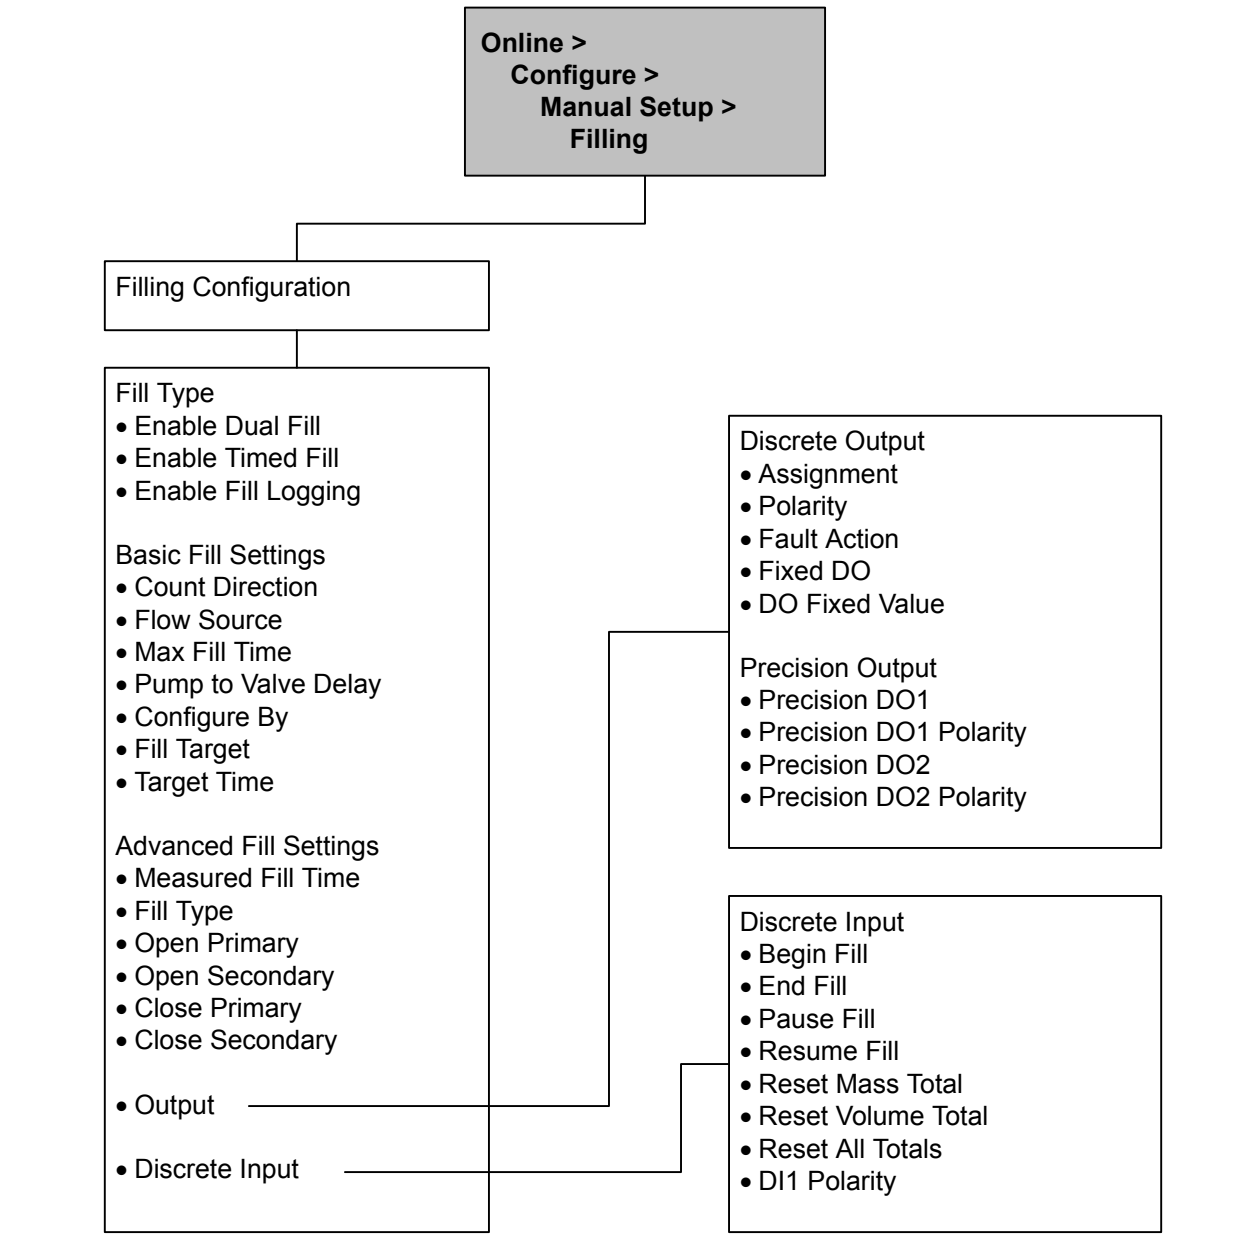 Online >
Configure >
Manual Setup >
Filling
Filling Configuration
Fill Type
• Enable Dual Fill
• Enable Timed Fill
• Enable Fill Logging
Basic Fill Settings
• Count Direction
• Flow Source
• Max Fill Time
• Pump to Valve Delay
• Configure By
• Fill Target
• Target Time
Advanced Fill Settings
• Measured Fill Time
• Fill Type
• Open Primary
• Open Secondary
• Close Primary
• Close Secondary
• Output
• Discrete Input
Discrete Output
• Assignment
• Polarity
• Fault Action
• Fixed DO
• DO Fixed Value
Precision Output
• Precision DO1
• Precision DO1 Polarity
• Precision DO2
• Precision DO2 Polarity
Discrete Input
• Begin Fill
• End Fill
• Pause Fill
• Resume Fill
• Reset Mass Total
• Reset Volume Total
• Reset All Totals
• DI1 Polarity